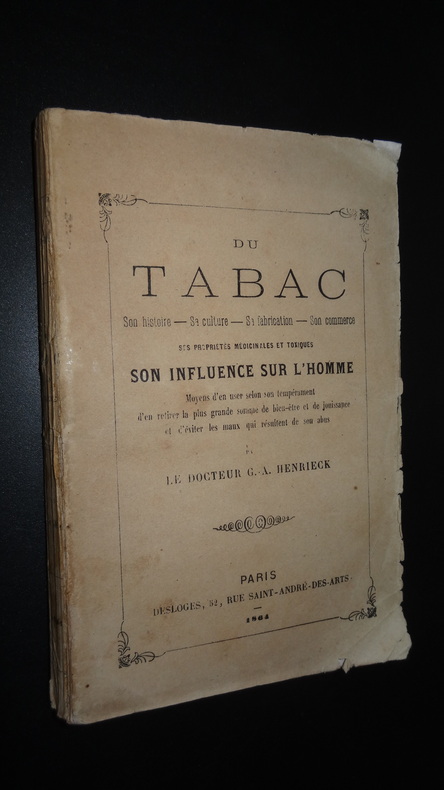 DU
TABAC
Son histoire — Sa culture — Sa fabrication — Son commerce
SES PROPRIÉTÉS MÉDICINALES ET TOXIQUES
SON INFLUENCE SUR L'HOMME
Moyens d'en user selon son tempérament
d'en retirer la plus grande somme de bien-être et de jouissance
et d'éviter les maux qui résultent de son abus
LE DOCTEUR G.-A. HENRIECK
PARIS
DESLOGES, 52, RUE SAINT-ANDRÉ-DES-ARTS
1864